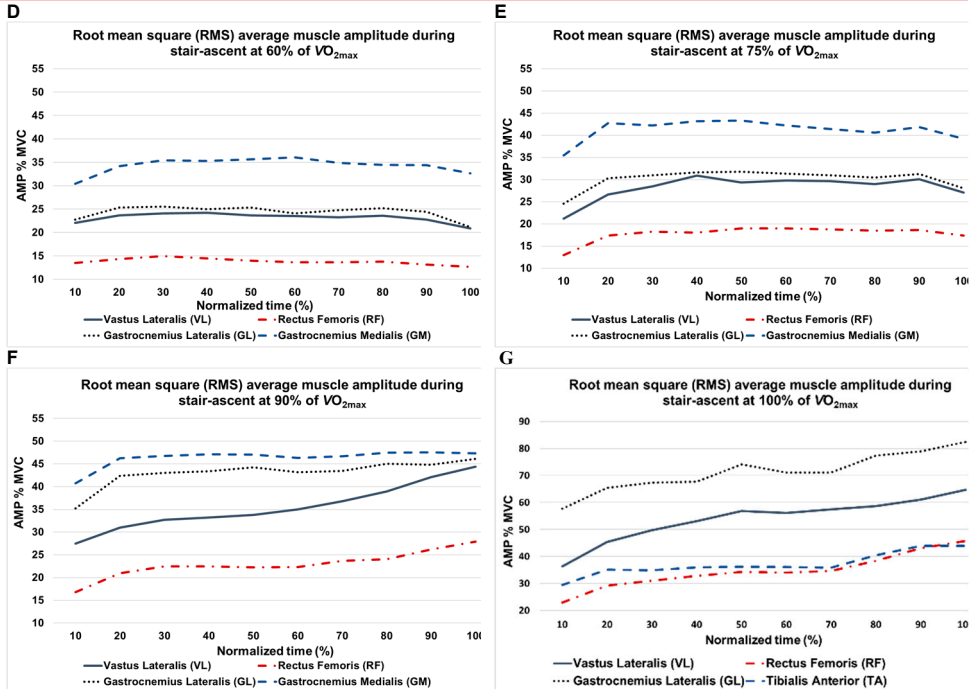 D
Root mean square (RMS) average muscle amplitude during
stair-ascent at 60% of VO2max
AMP % MVC
55
50
45
40
35
30
25
20
15
10
10 20 30 40 50 60 70 80 90 100
Normalized time (%)
Vastus Lateralis (VL) Rectus Femoris (RF)
Gastrocnemius Lateralis (GL) Gastrocnemius Medialis (GM)
E
Root mean square (RMS) average muscle amplitude during
stair-ascent at 75% of VO2max
AMP % MVC
55
50
45
40
35
30
25
20
15
10
10 20 30 40 50 60 70 80 90 100
Normalized time (%)
Vastus Lateralis (VL) Rectus Femoris (RF)
Gastrocnemius Lateralis (GL) Gastrocnemius Medialis (GM)
F
Root mean square (RMS) average muscle amplitude during
stair-ascent at 90% of VO2max
AMP % MVC
55
50
45
40
35
30
25
20
15
10
10 20 30 40 50 60 70 80 90 100
Normalized time (%)
Vastus Lateralis (VL) Rectus Femoris (RF)
Gastrocnemius Lateralis (GL) Gastrocnemius Medialis (GM)
G
Root mean square (RMS) average muscle amplitude during
stair-ascent at 100% of VO2max
AMP % MVC
90
80
70
60
50
40
30
20
10 20 30 40 50 60 70 80 90 100
Normalized time (%)
Vastus Lateralis (VL) Rectus Femoris (RF)
Gastrocnemius Lateralis (GL) Tibialis Anterior (TA)